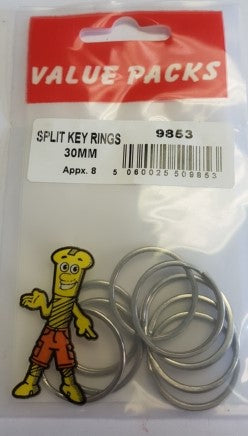 VALUE PACKS
SPLIT KEY RINGS 9853
30MM
Appx. 8 5 060025 509853